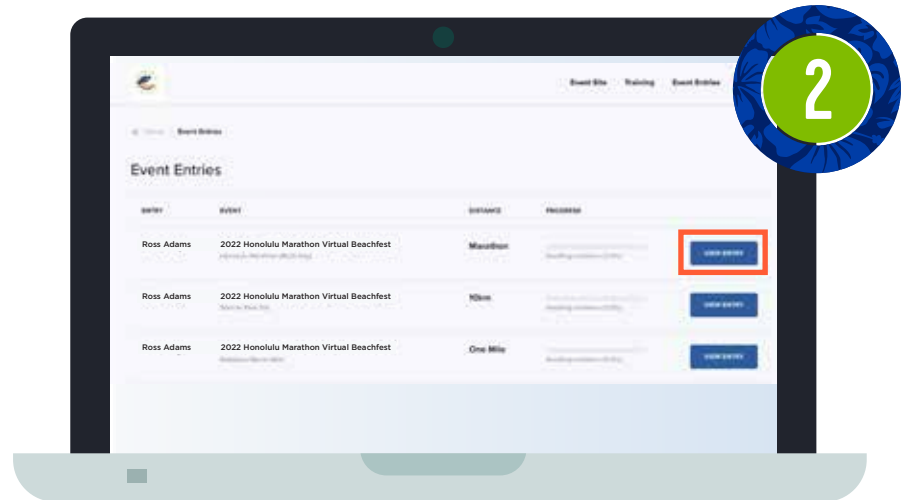 2
Event Site Training Event Entries
Event Entries
Event Entries
ENTRY EVENT DISTANCE PROGRESS
Ross Adams 2022 Honolulu Marathon Virtual Beachfest Marathon
VIEW ENTRY
Ross Adams 2022 Honolulu Marathon Virtual Beachfest 10km
VIEW ENTRY
Ross Adams 2022 Honolulu Marathon Virtual Beachfest One Mile
VIEW ENTRY